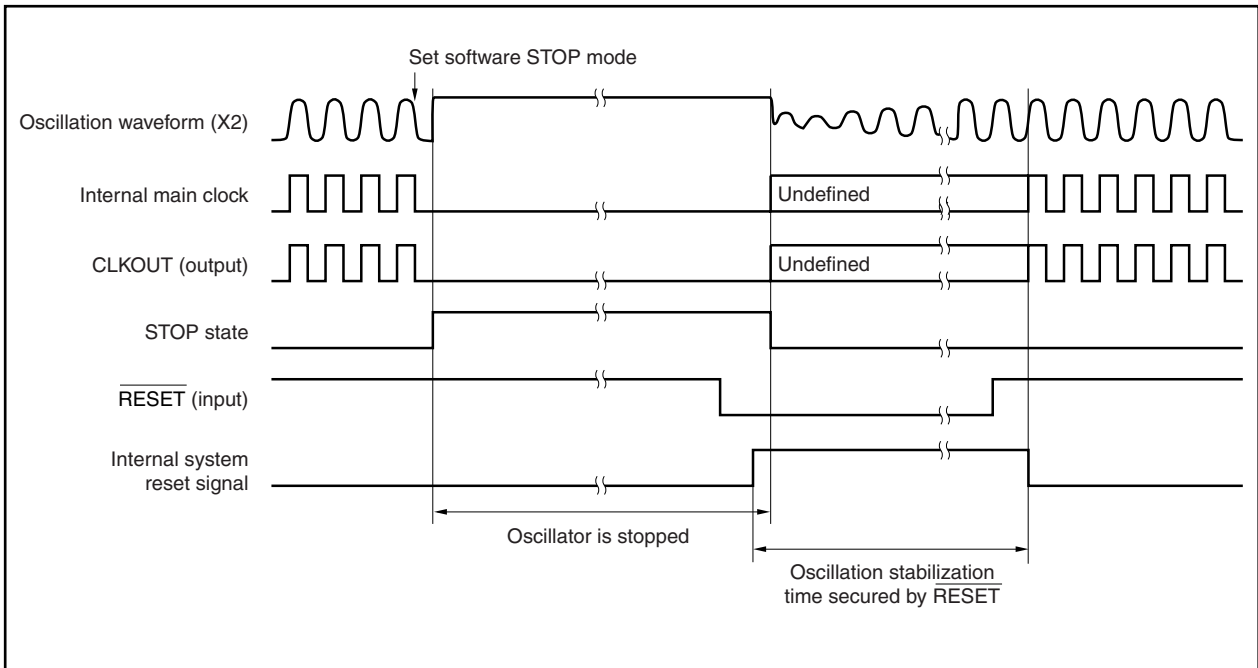 Set software STOP mode
Oscillation waveform (X2)
Internal main clock
Undefined
CLKOUT (output)
Undefined
STOP state
RESET (input)
Internal system
reset signal
Oscillator is stopped
Oscillation stabilization
time secured by RESET